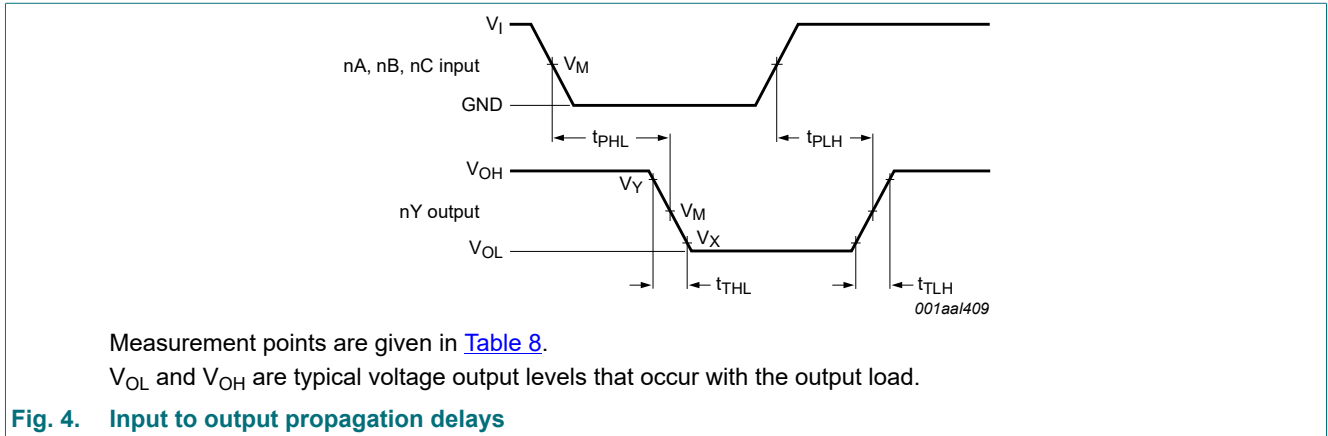 V_I
nA, nB, nC input
V_M
GND
t_PHL
t_PLH
V_OH
V_Y
nY output
V_M
V_X
V_OL
t_THL
t_TLH
001aal409
Measurement points are given in Table 8.
V_OL and V_OH are typical voltage output levels that occur with the output load.
Fig. 4. Input to output propagation delays